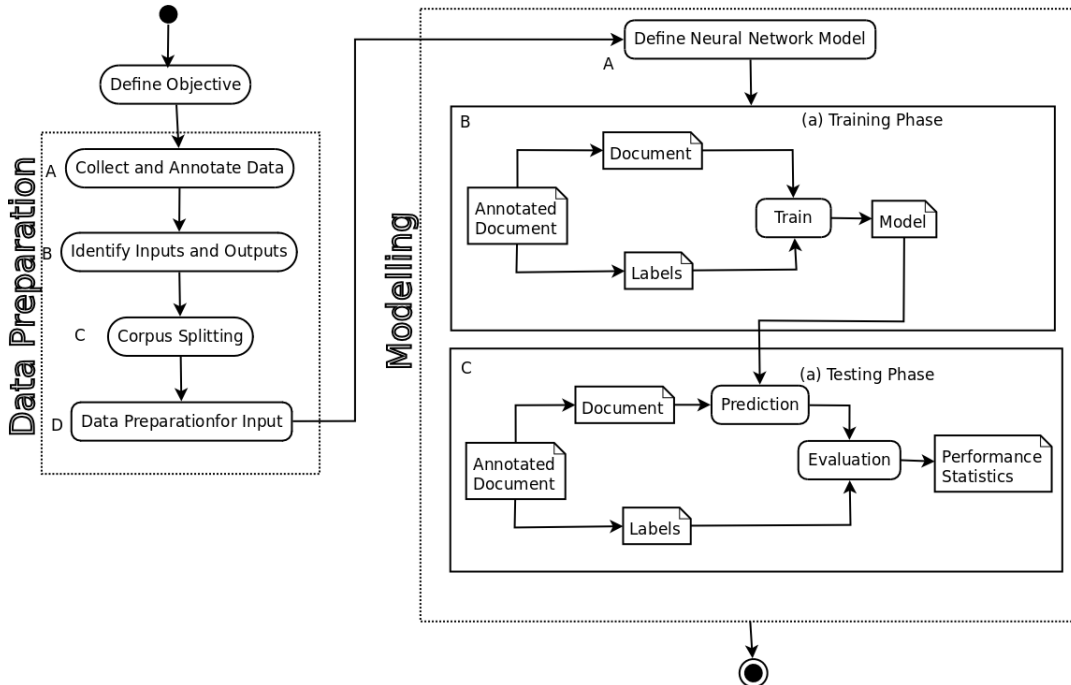 Define Objective
Data Preparation
A
Collect and Annotate Data
B
Identify Inputs and Outputs
C
Corpus Splitting
D
Data Preparationfor Input
Modelling
Define Neural Network Model
A
B
(a) Training Phase
Document
Annotated
Document
Train
Model
Labels
C
(a) Testing Phase
Document
Prediction
Annotated
Document
Evaluation
Performance
Statistics
Labels